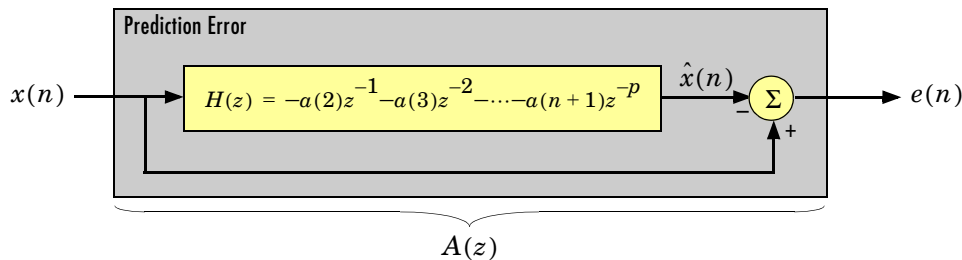 Prediction Error
x(n)
H(z) = −a(2)z⁻¹−a(3)z⁻²−⋯−a(n+1)z⁻ᵖ
x̂(n)
−
Σ
+
e(n)
A(z)